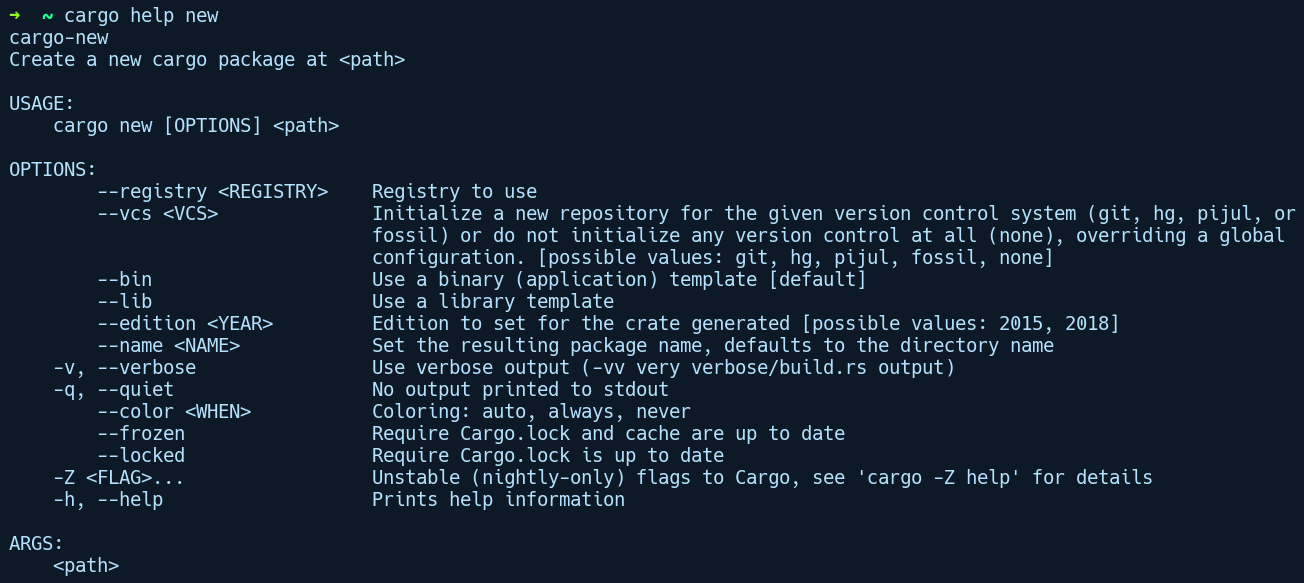 ➜  ~ cargo help new
cargo-new
Create a new cargo package at <path>

USAGE:
    cargo new [OPTIONS] <path>

OPTIONS:
        --registry <REGISTRY>    Registry to use
        --vcs <VCS>              Initialize a new repository for the given version control system (git, hg, pijul, or
                                 fossil) or do not initialize any version control at all (none), overriding a global
                                 configuration. [possible values: git, hg, pijul, fossil, none]
        --bin                    Use a binary (application) template [default]
        --lib                    Use a library template
        --edition <YEAR>         Edition to set for the crate generated [possible values: 2015, 2018]
        --name <NAME>            Set the resulting package name, defaults to the directory name
    -v, --verbose                Use verbose output (-vv very verbose/build.rs output)
    -q, --quiet                  No output printed to stdout
        --color <WHEN>           Coloring: auto, always, never
        --frozen                 Require Cargo.lock and cache are up to date
        --locked                 Require Cargo.lock is up to date
    -Z <FLAG>...                 Unstable (nightly-only) flags to Cargo, see 'cargo -Z help' for details
    -h, --help                   Prints help information

ARGS:
    <path>